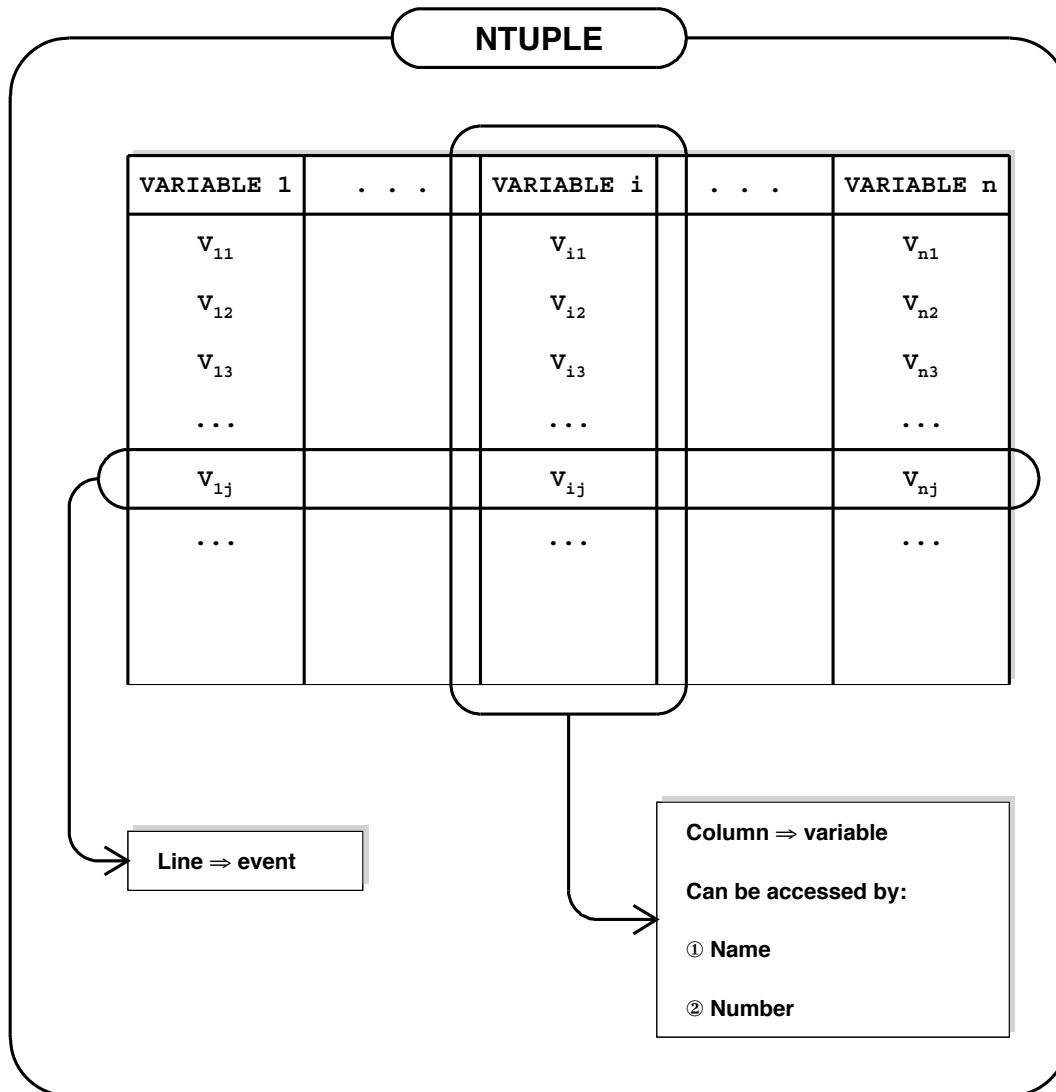 NTUPLE
VARIABLE 1 . . . VARIABLE i . . . VARIABLE n
V11 Vi1 Vn1
V12 Vi2 Vn2
V13 Vi3 Vn3
... ... ...
V1j Vij Vnj
... ... ...
Line ⇒ event
Column ⇒ variable
Can be accessed by:
① Name
② Number